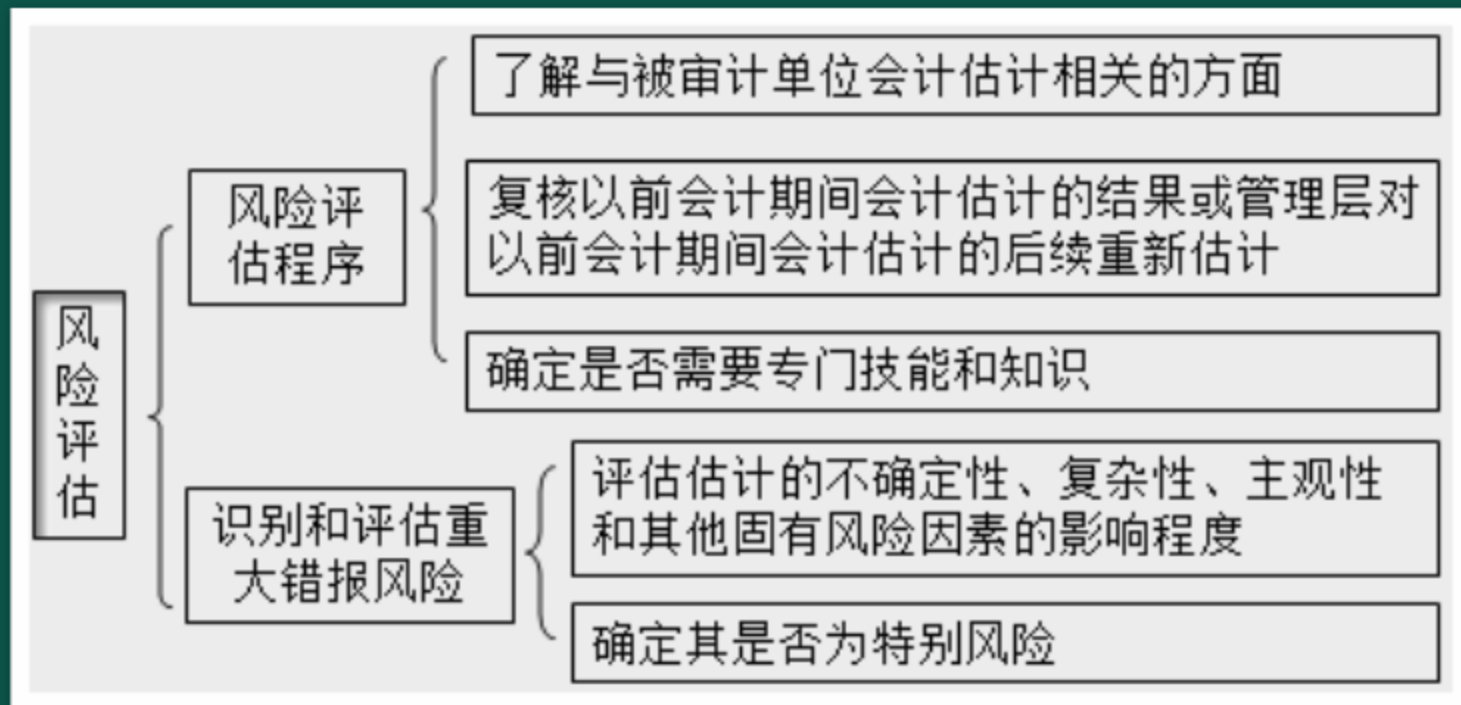 风
险
评
估
风险评
估程序
了解与被审计单位会计估计相关的方面
复核以前会计期间会计估计的结果或管理层对
以前会计期间会计估计的后续重新估计
确定是否需要专门技能和知识
识别和评估重
大错报风险
评估估计的不确定性、复杂性、主观性
和其他固有风险因素的影响程度
确定其是否为特别风险